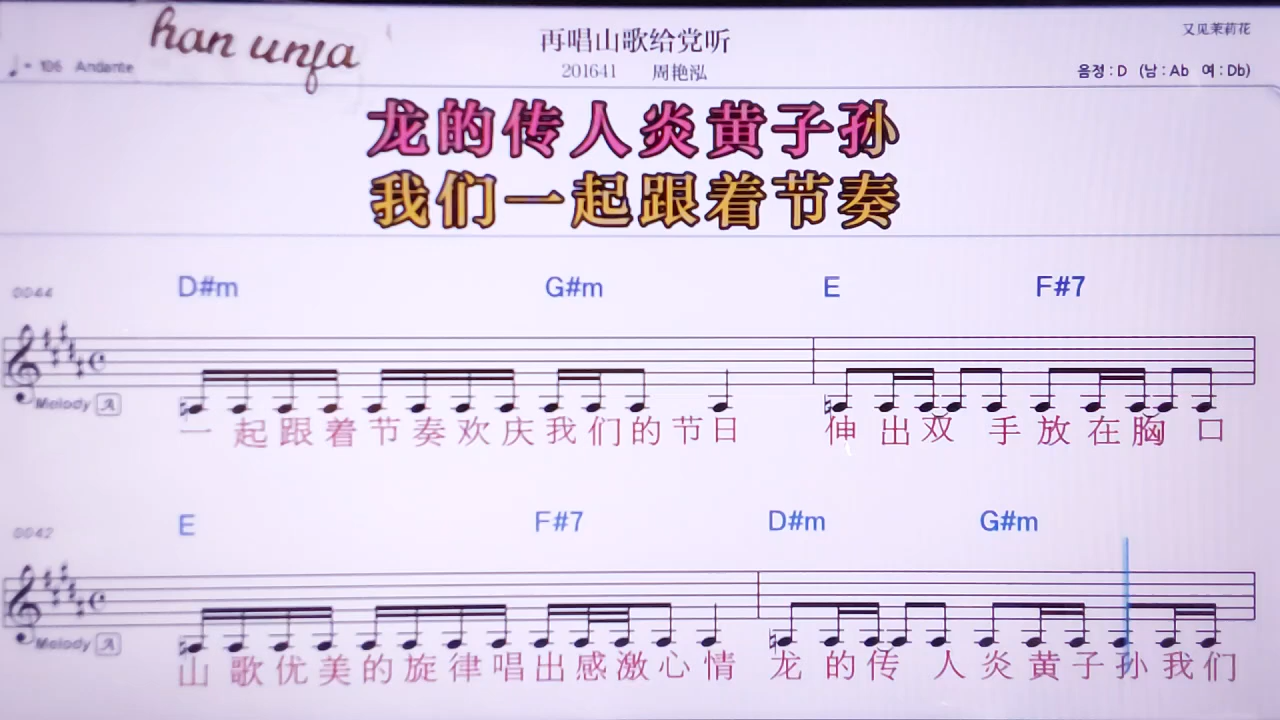 han unfa
再唱山歌给党听
又见茉莉花
♩= 106 Andante
201641 周艳泓
음정 : D (남 : Ab 여 : Db)
龙的传人炎黄子孙
我们一起跟着节奏
0044 D#m G#m E F#7
Melody A
一起跟着节奏欢庆我们的节日 伸出双手放在胸口
0042 E F#7 D#m G#m
Melody A
山歌优美的旋律唱出感激心情 龙的传人炎黄子孙我们